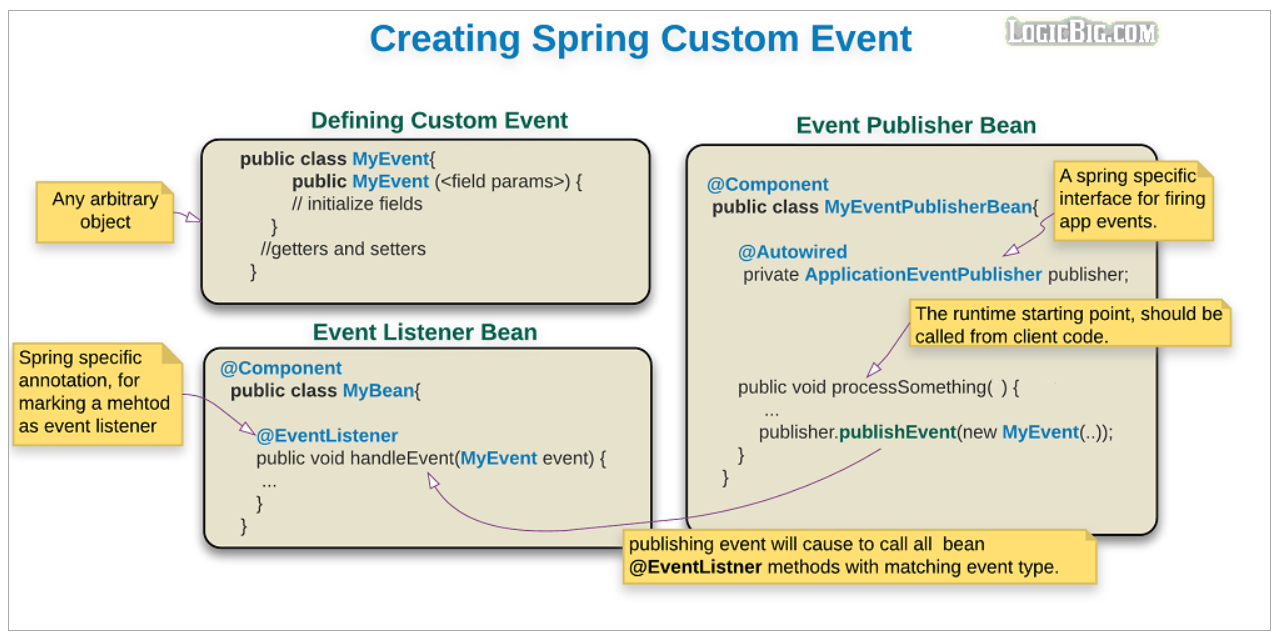 Creating Spring Custom Event
LogicBig.com
Defining Custom Event
public class MyEvent{
public MyEvent (<field params>) {
// initialize fields
}
//getters and setters
}
Any arbitrary
object
Event Listener Bean
@Component
public class MyBean{
@EventListener
public void handleEvent(MyEvent event) {
...
}
}
Spring specific
annotation, for
marking a mehtod
as event listener
Event Publisher Bean
@Component
public class MyEventPublisherBean{
@Autowired
private ApplicationEventPublisher publisher;
public void processSomething( ) {
...
publisher.publishEvent(new MyEvent(..));
}
}
A spring specific
interface for firing
app events.
The runtime starting point, should be
called from client code.
publishing event will cause to call all bean
@EventListner methods with matching event type.